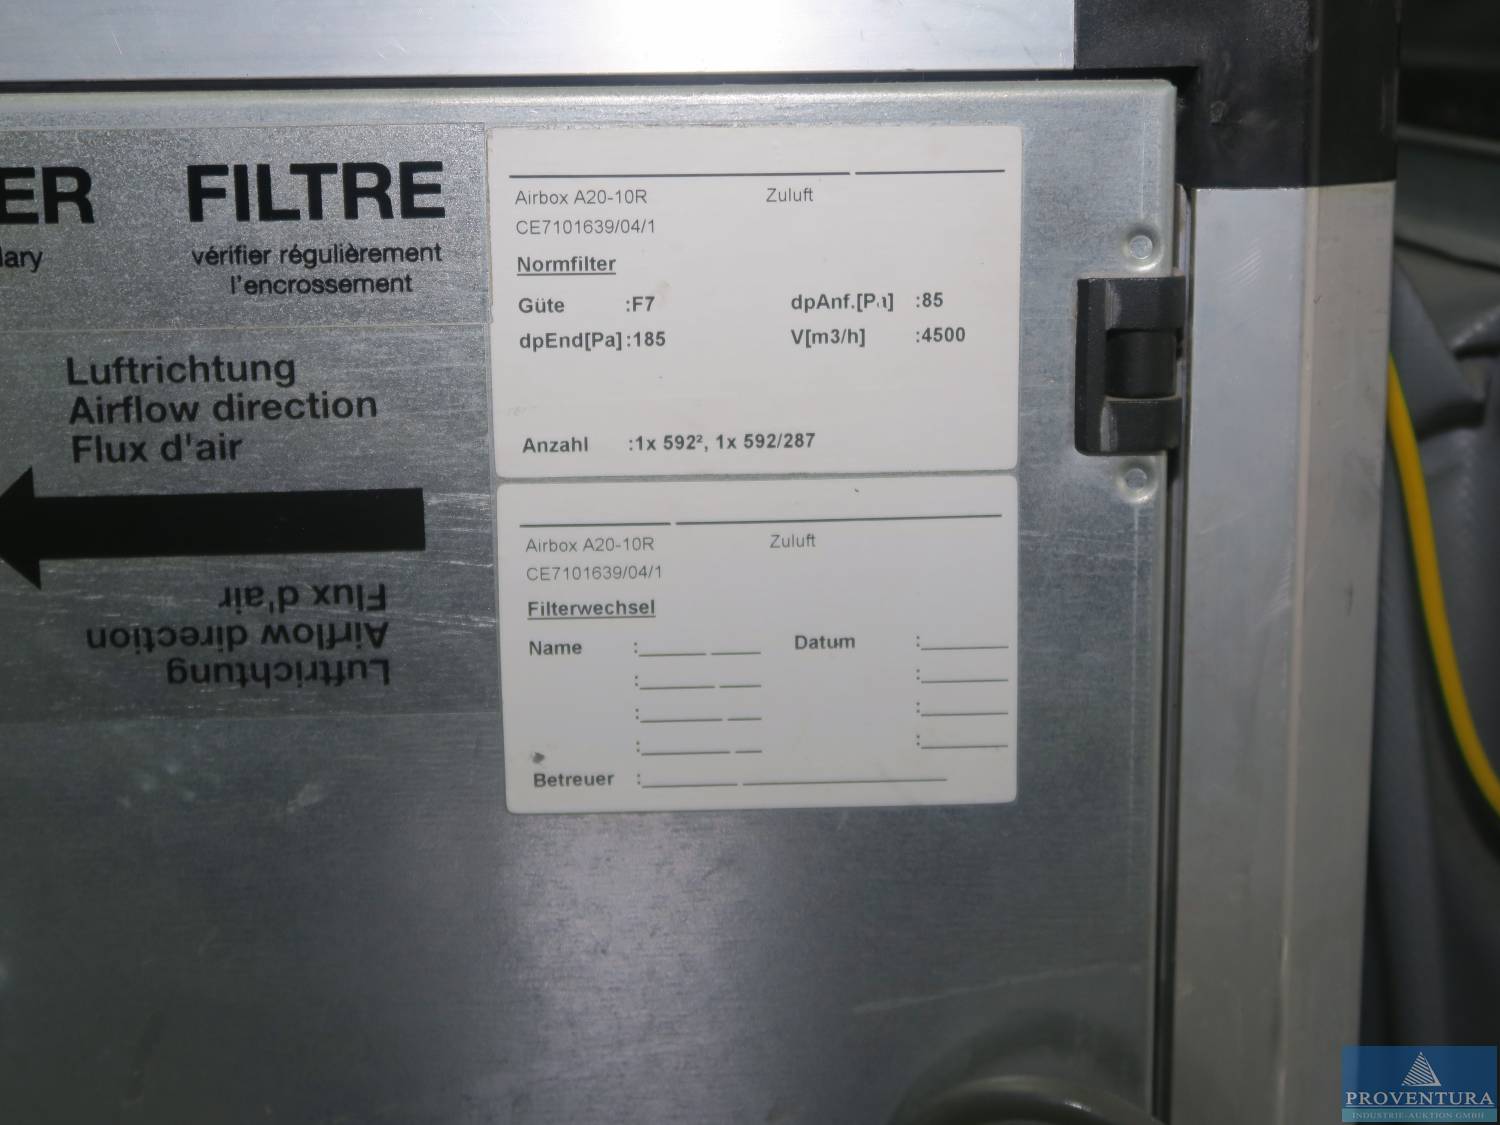 ER FILTRE
lary vérifier régulièrement
l'encrossement
Luftrichtung
Airflow direction
Flux d'air
Luftrichtung
Airflow direction
Flux d'air
Airbox A20-10R Zuluft
CE7101639/04/1
Normfilter
Güte :F7 dpAnf.[Pa] :85
dpEnd[Pa]:185 V[m3/h] :4500
Anzahl :1x 592², 1x 592/287
Airbox A20-10R Zuluft
CE7101639/04/1
Filterwechsel
Name : Datum :
: :
: :
: :
Betreuer :
PROVENTURA
INDUSTRIE-AUKTION GMBH